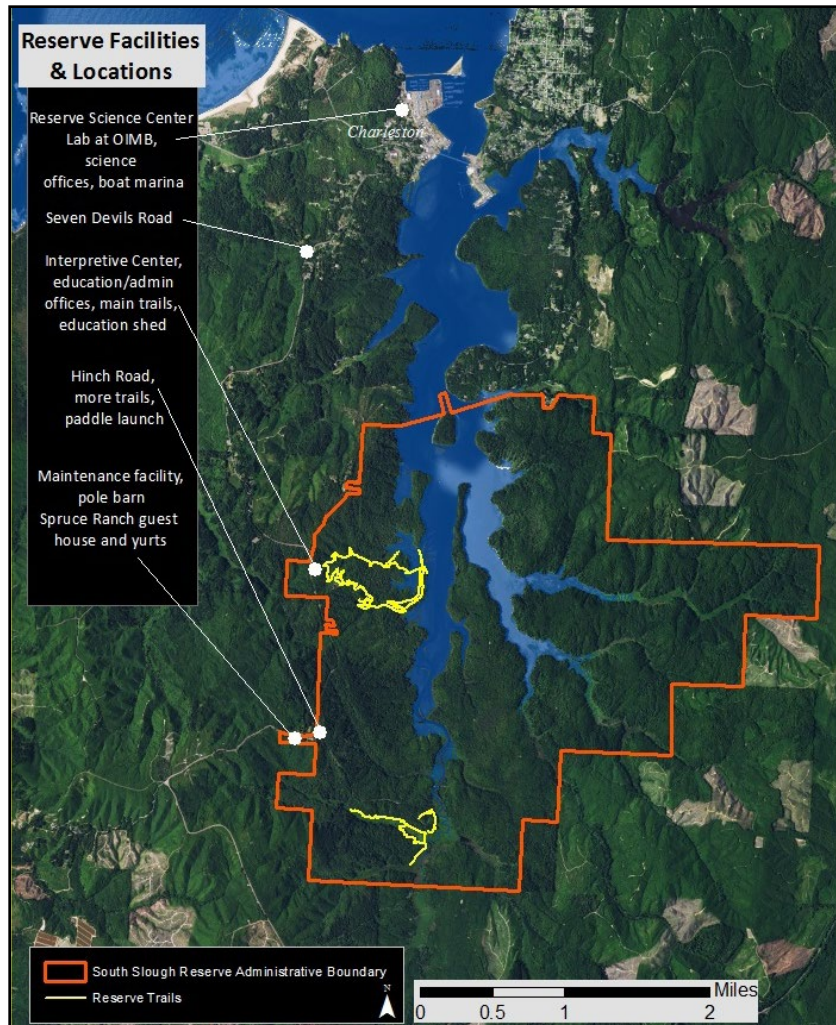 Reserve Facilities
& Locations
Reserve Science Center
Lab at OIMB,
science
offices, boat marina
Charleston
Seven Devils Road
Interpretive Center,
education/admin
offices, main trails,
education shed
Hinch Road,
more trails,
paddle launch
Maintenance facility,
pole barn
Spruce Ranch guest
house and yurts
South Slough Reserve Administrative Boundary
Reserve Trails
N
Miles
0 0.5 1 2